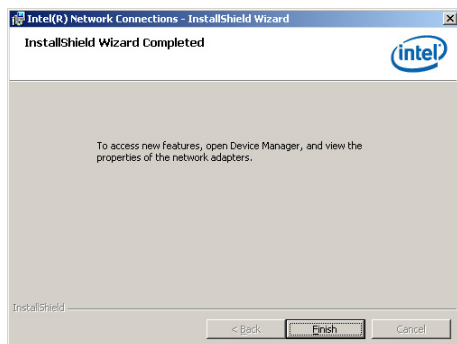 Intel(R) Network Connections - InstallShield Wizard
InstallShield Wizard Completed
intel
To access new features, open Device Manager, and view the
properties of the network adapters.
InstallShield
< Back
Finish
Cancel